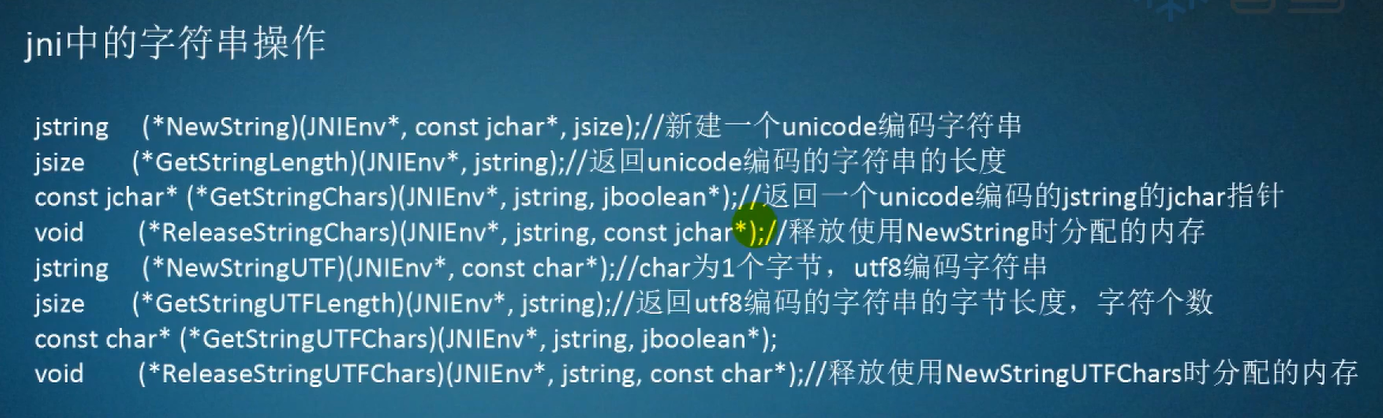 jni中的字符串操作
jstring (*NewString)(JNIEnv*, const jchar*, jsize);//新建一个unicode编码字符串
jsize (*GetStringLength)(JNIEnv*, jstring);//返回unicode编码的字符串的长度
const jchar* (*GetStringChars)(JNIEnv*, jstring, jboolean*);//返回一个unicode编码的jstring的jchar指针
void (*ReleaseStringChars)(JNIEnv*, jstring, const jchar*);//释放使用NewString时分配的内存
jstring (*NewStringUTF)(JNIEnv*, const char*);//char为1个字节，utf8编码字符串
jsize (*GetStringUTFLength)(JNIEnv*, jstring);//返回utf8编码的字符串的字节长度，字符个数
const char* (*GetStringUTFChars)(JNIEnv*, jstring, jboolean*);
void (*ReleaseStringUTFChars)(JNIEnv*, jstring, const char*);//释放使用NewStringUTFChars时分配的内存